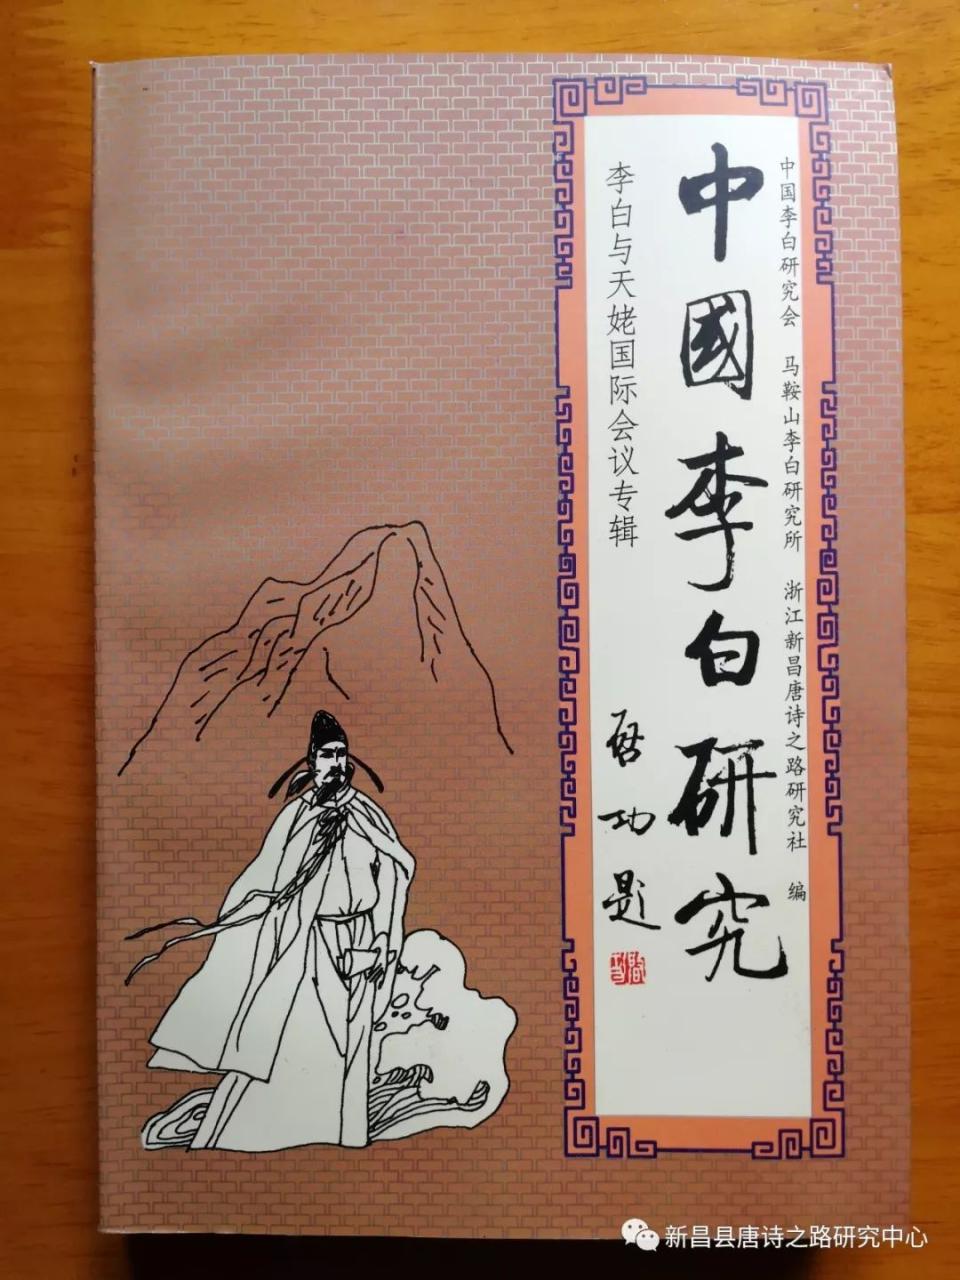 中国李白研究会 马鞍山李白研究所 浙江新昌唐诗之路研究社 编
中國李白研究
李白与天姥国际会议专辑
启功题
新昌县唐诗之路研究中心